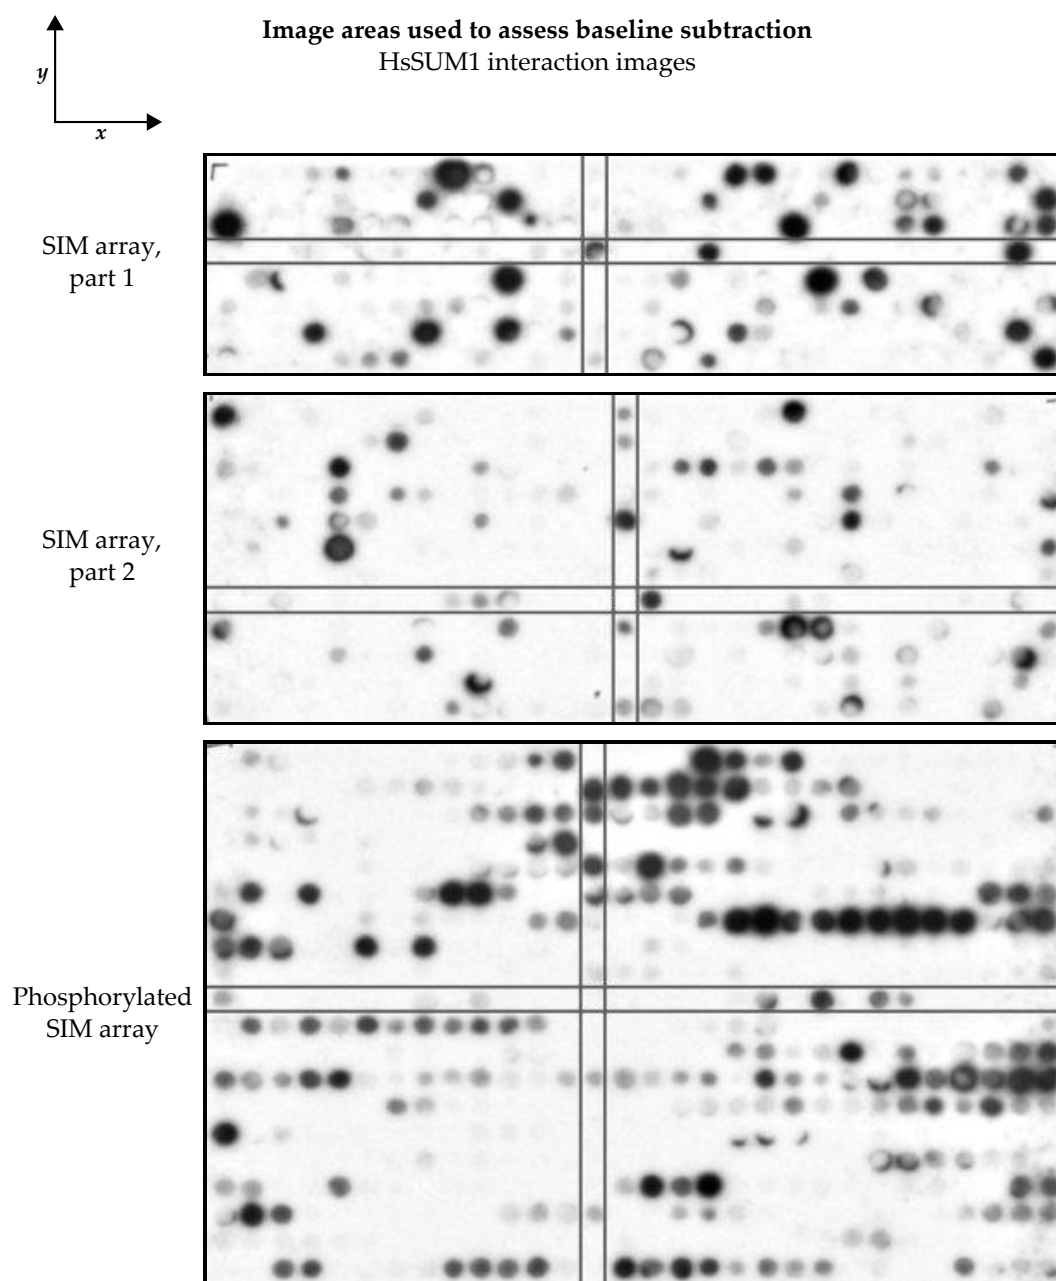 Image areas used to assess baseline subtraction
HsSUM1 interaction images
y
x
SIM array,
part 1
SIM array,
part 2
Phosphorylated
SIM array